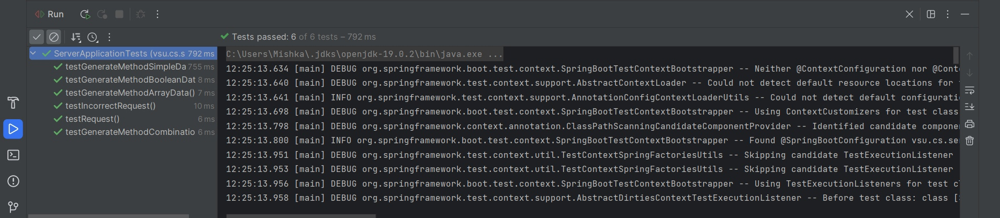 Run
Tests passed: 6 of 6 tests – 792 ms
ServerApplicationTests (vsu.cs.s 792 ms
testGenerateMethodSimpleDa 755 ms
testGenerateMethodBooleanDat 8 ms
testGenerateMethodArrayData() 7 ms
testIncorrectRequest() 10 ms
testRequest() 6 ms
testGenerateMethodCombinatio 6 ms
C:\Users\Mishka\.jdks\openjdk-19.0.2\bin\java.exe ...
12:25:13.634 [main] DEBUG org.springframework.boot.test.context.SpringBootTestContextBootstrapper -- Neither @ContextConfiguration nor @Cont
12:25:13.640 [main] DEBUG org.springframework.test.context.support.AbstractContextLoader -- Could not detect default resource locations for
12:25:13.641 [main] INFO org.springframework.test.context.support.AnnotationConfigContextLoaderUtils -- Could not detect default configurati
12:25:13.698 [main] DEBUG org.springframework.boot.test.context.SpringBootTestContextBootstrapper -- Using ContextCustomizers for test class
12:25:13.798 [main] DEBUG org.springframework.context.annotation.ClassPathScanningCandidateComponentProvider -- Identified candidate compone
12:25:13.800 [main] INFO org.springframework.boot.test.context.SpringBootTestContextBootstrapper -- Found @SpringBootConfiguration vsu.cs.se
12:25:13.951 [main] DEBUG org.springframework.test.context.util.TestContextSpringFactoriesUtils -- Skipping candidate TestExecutionListener
12:25:13.953 [main] DEBUG org.springframework.test.context.util.TestContextSpringFactoriesUtils -- Skipping candidate TestExecutionListener
12:25:13.956 [main] DEBUG org.springframework.boot.test.context.SpringBootTestContextBootstrapper -- Using TestExecutionListeners for test cl
12:25:13.958 [main] DEBUG org.springframework.test.context.support.AbstractDirtiesContextTestExecutionListener -- Before test class: class [